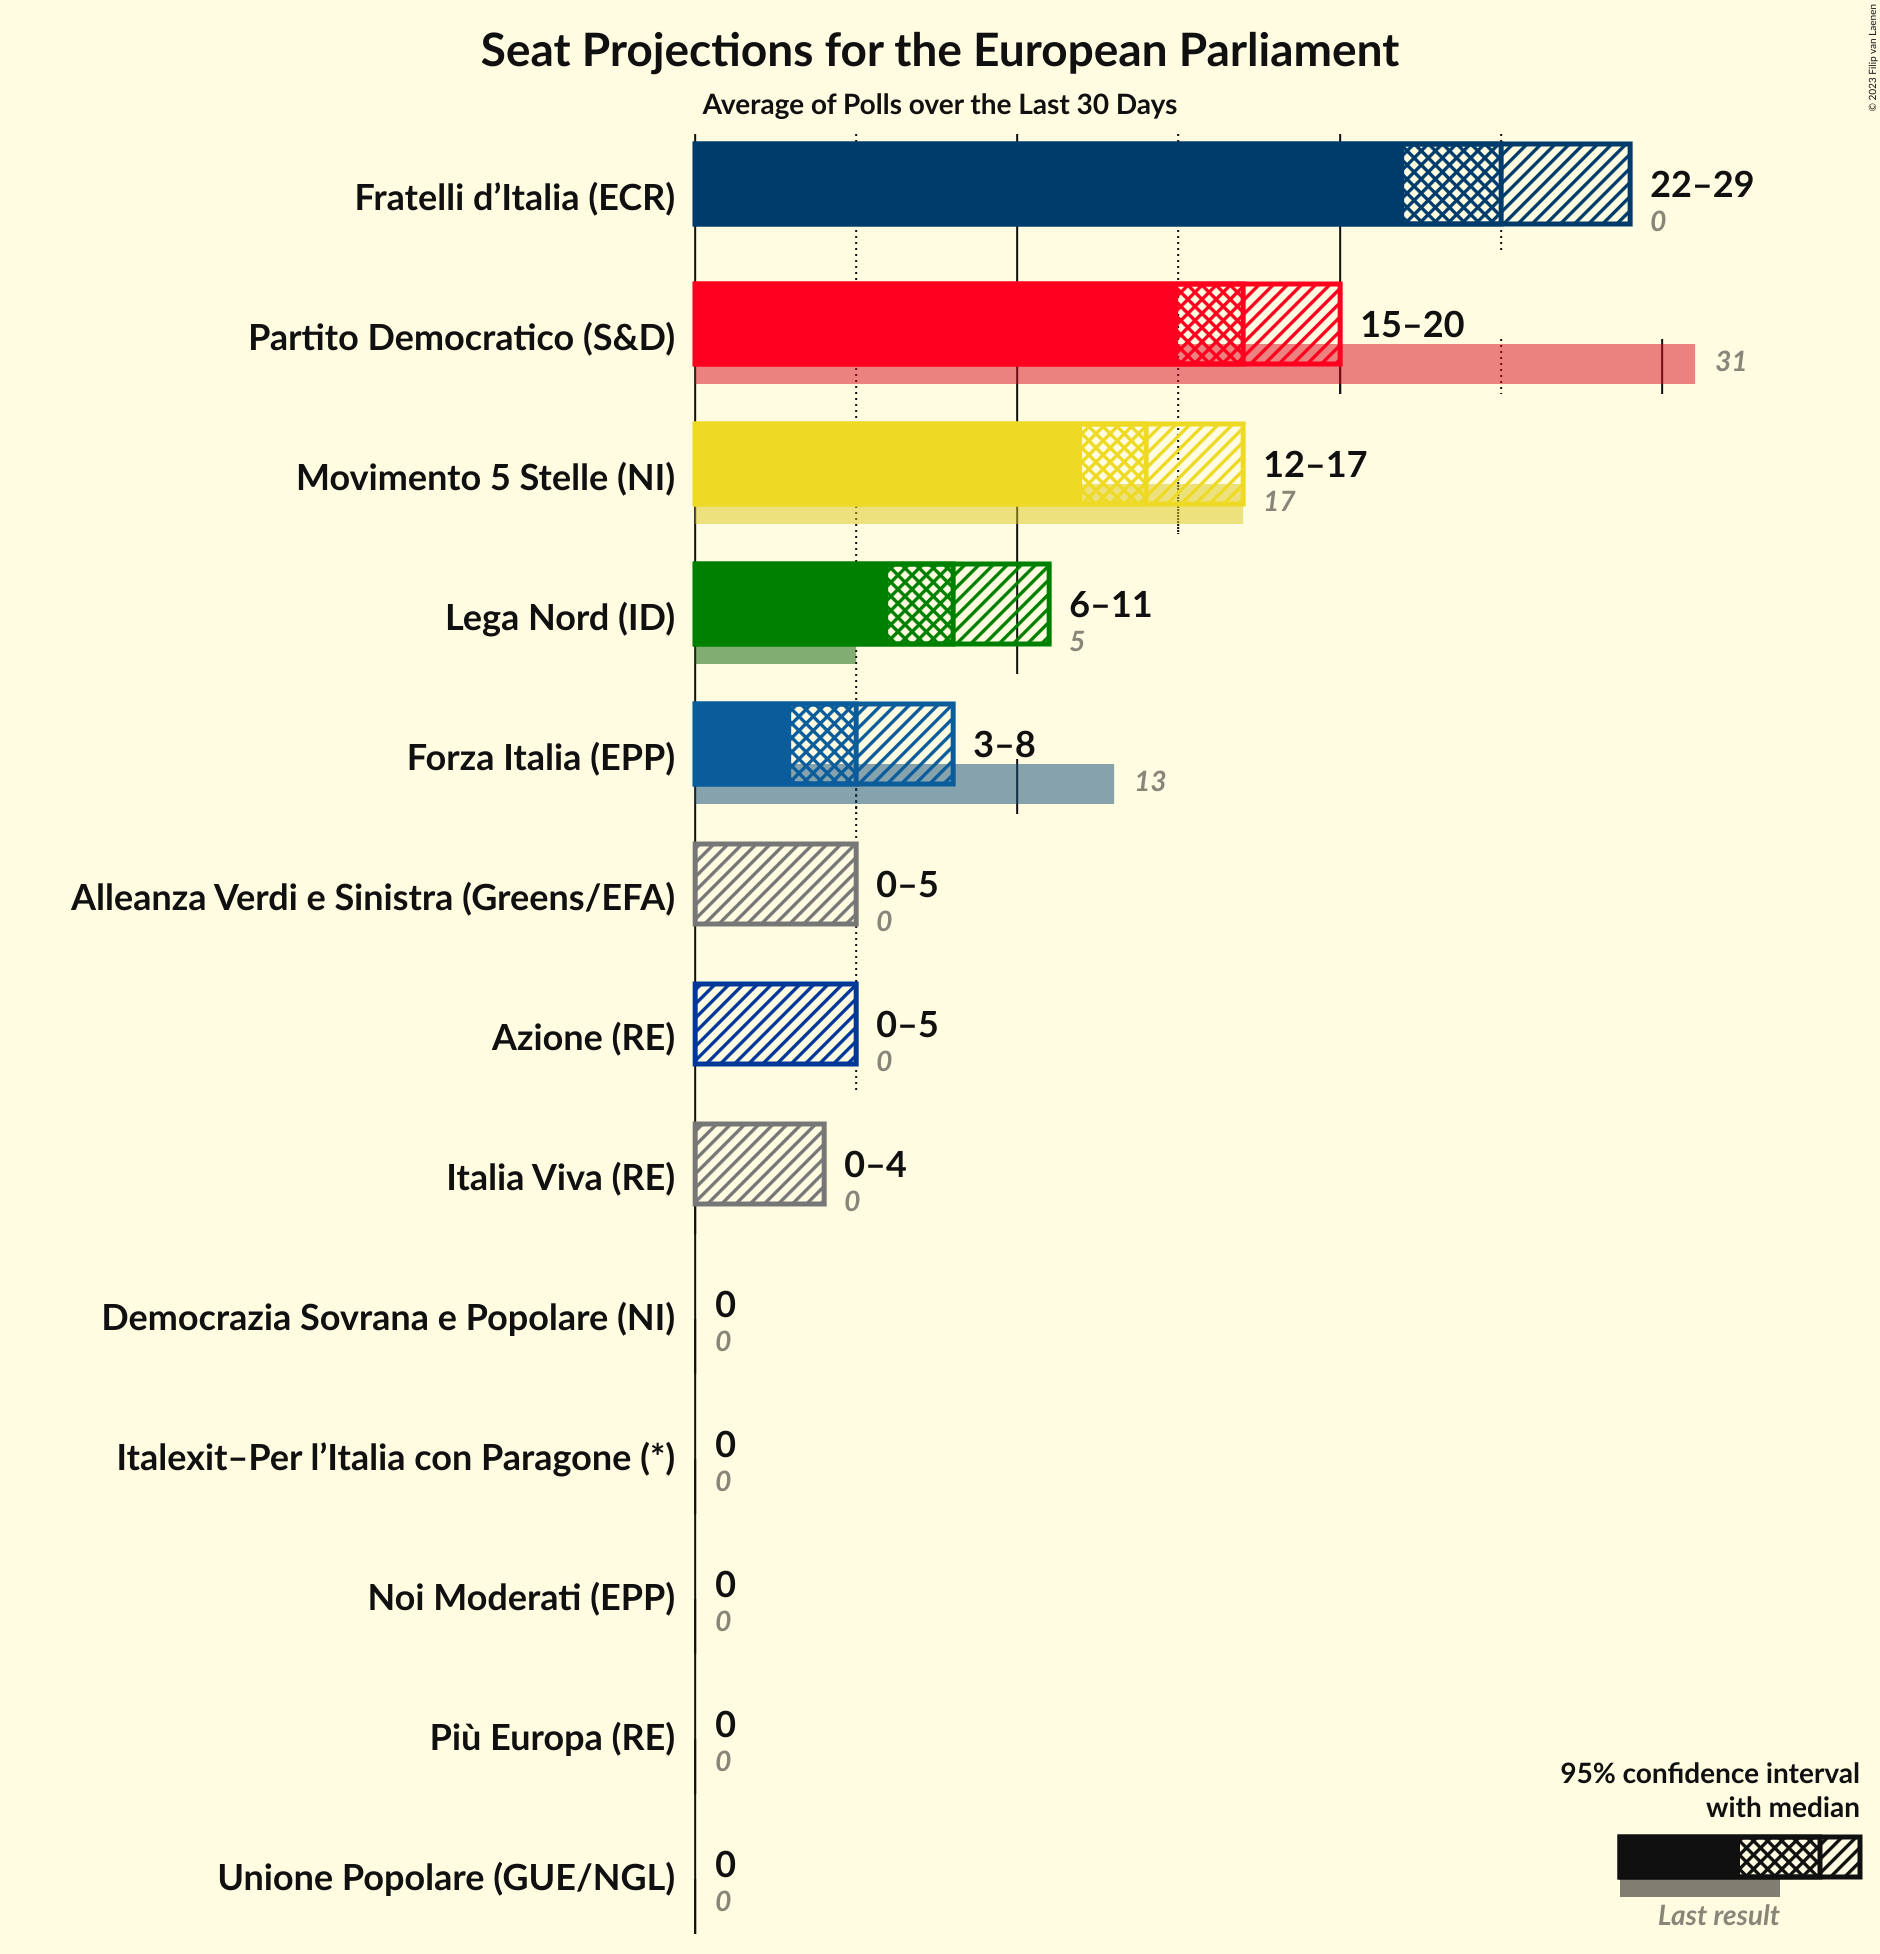 © 2023 Filip van Laenen
Seat Projections for the European Parliament
Average of Polls over the Last 30 Days
Fratelli d’Italia (ECR)
22–29
0
Partito Democratico (S&D)
15–20
31
Movimento 5 Stelle (NI)
12–17
17
Lega Nord (ID)
6–11
5
Forza Italia (EPP)
3–8
13
Alleanza Verdi e Sinistra (Greens/EFA)
0–5
0
Azione (RE)
0–5
0
Italia Viva (RE)
0–4
0
Democrazia Sovrana e Popolare (NI)
0
0
Italexit–Per l’Italia con Paragone (*)
0
0
Noi Moderati (EPP)
0
0
Più Europa (RE)
0
0
Unione Popolare (GUE/NGL)
0
0
95% confidence interval
with median
Last result